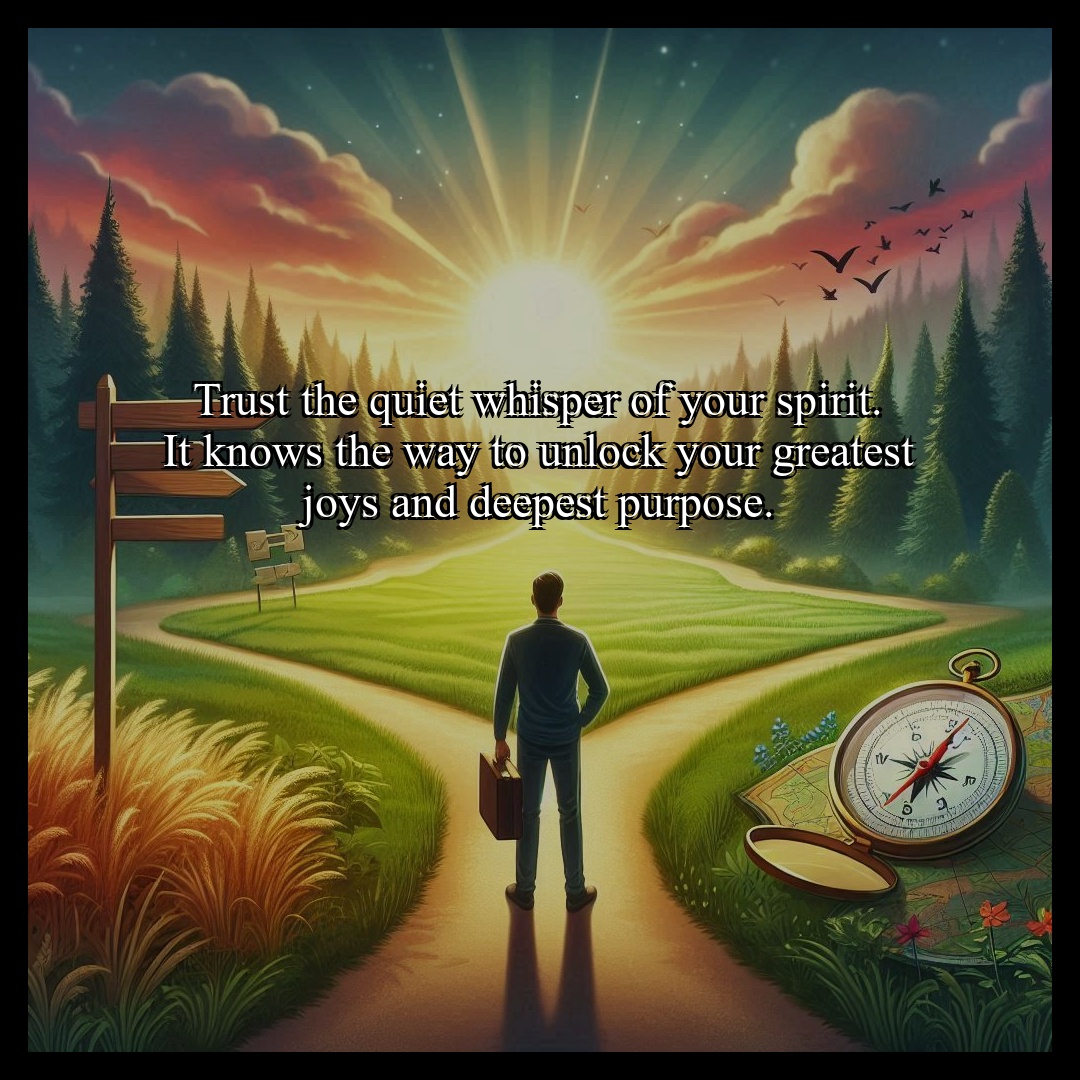 Trust the quiet whisper of your spirit.
It knows the way to unlock your greatest
joys and deepest purpose.